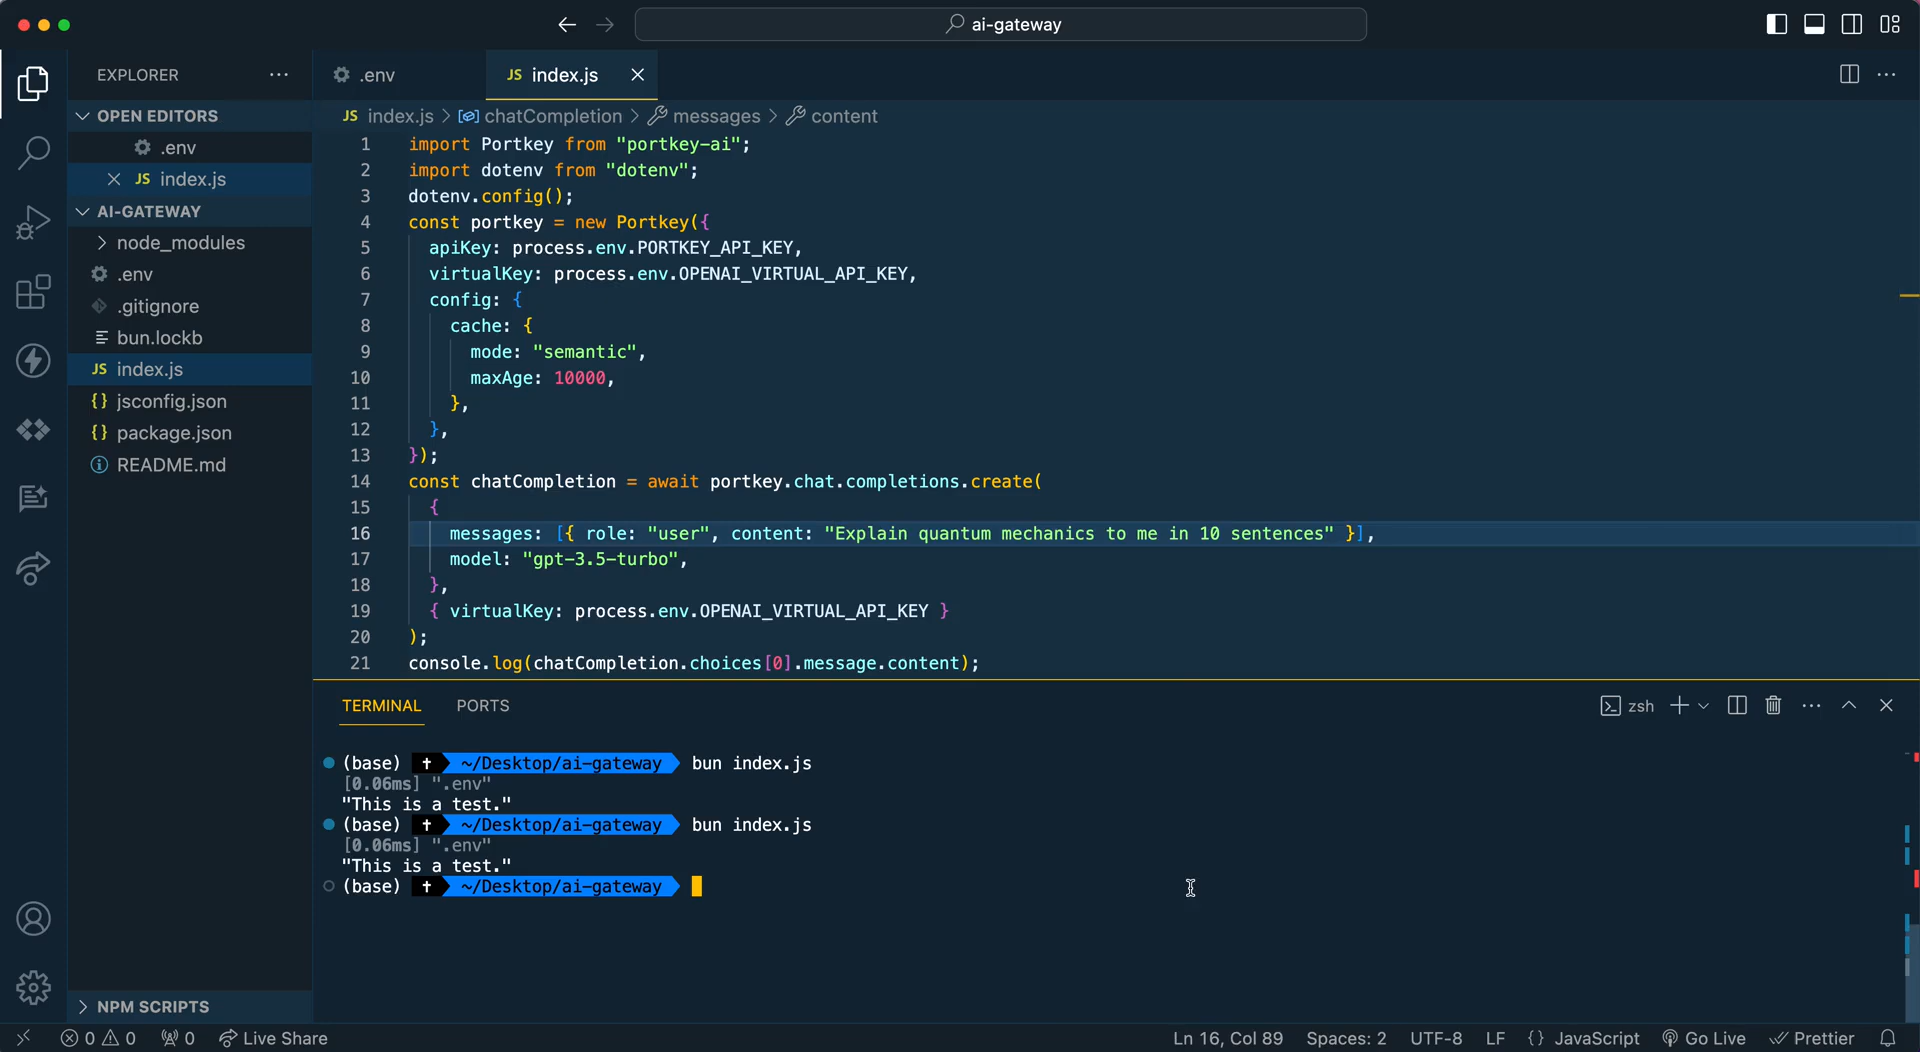 ai-gateway
EXPLORER
OPEN EDITORS
.env
JS index.js
AI-GATEWAY
node_modules
.env
.gitignore
bun.lockb
JS index.js
{} jsconfig.json
{} package.json
README.md
NPM SCRIPTS
.env
JS index.js
JS index.js > chatCompletion > messages > content
1 import Portkey from "portkey-ai";
2 import dotenv from "dotenv";
3 dotenv.config();
4 const portkey = new Portkey({
5 apiKey: process.env.PORTKEY_API_KEY,
6 virtualKey: process.env.OPENAI_VIRTUAL_API_KEY,
7 config: {
8 cache: {
9 mode: "semantic",
10 maxAge: 10000,
11 },
12 },
13 });
14 const chatCompletion = await portkey.chat.completions.create(
15 {
16 messages: [{ role: "user", content: "Explain quantum mechanics to me in 10 sentences" }],
17 model: "gpt-3.5-turbo",
18 },
19 { virtualKey: process.env.OPENAI_VIRTUAL_API_KEY }
20 );
21 console.log(chatCompletion.choices[0].message.content);
TERMINAL PORTS
zsh
(base) ~/Desktop/ai-gateway bun index.js
[0.06ms] ".env"
"This is a test."
(base) ~/Desktop/ai-gateway bun index.js
[0.06ms] ".env"
"This is a test."
(base) ~/Desktop/ai-gateway
0 0 0 Live Share Ln 16, Col 89 Spaces: 2 UTF-8 LF {} JavaScript Go Live Prettier